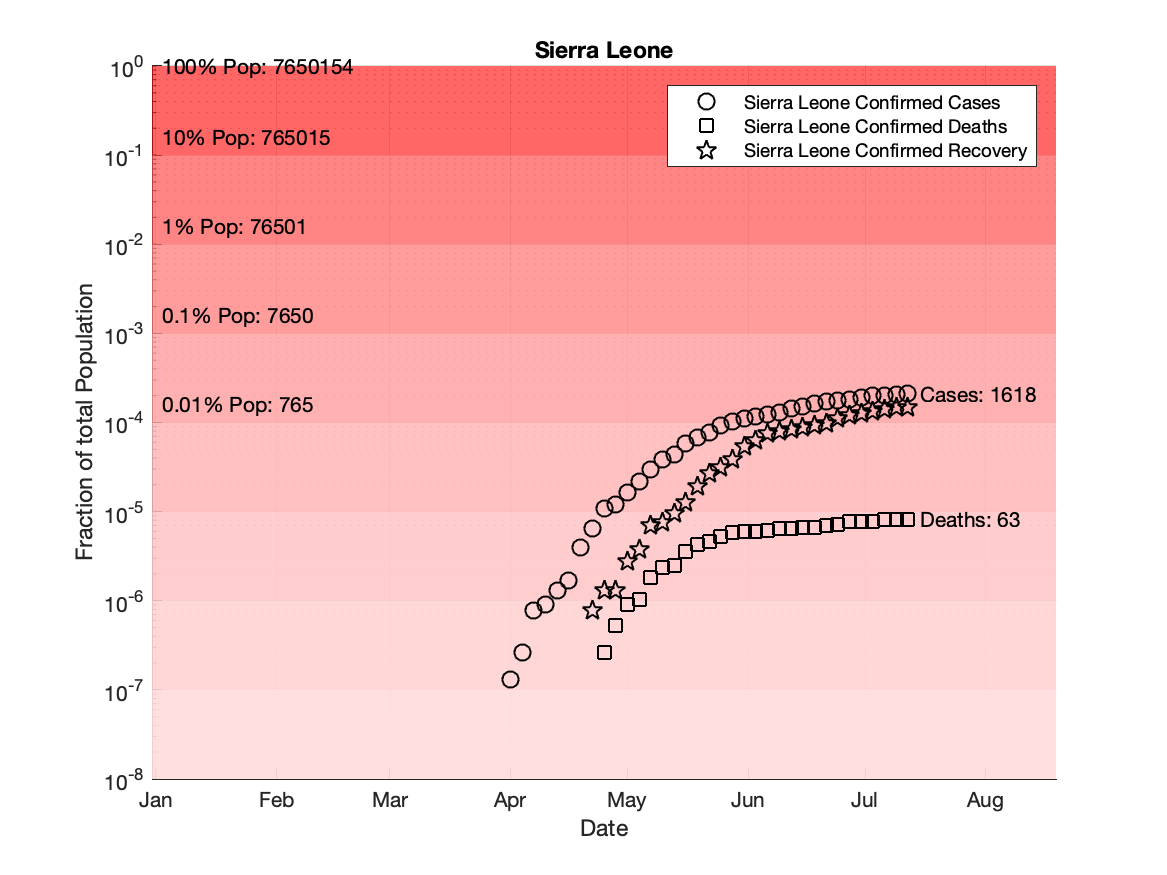 Sierra Leone
10^0
100% Pop: 7650154
Sierra Leone Confirmed Cases
Sierra Leone Confirmed Deaths
Sierra Leone Confirmed Recovery
10% Pop: 765015
10^-1
1% Pop: 76501
10^-2
0.1% Pop: 7650
10^-3
0.01% Pop: 765
10^-4
Cases: 1618
10^-5
Deaths: 63
10^-6
10^-7
10^-8
Fraction of total Population
Jan Feb Mar Apr May Jun Jul Aug
Date